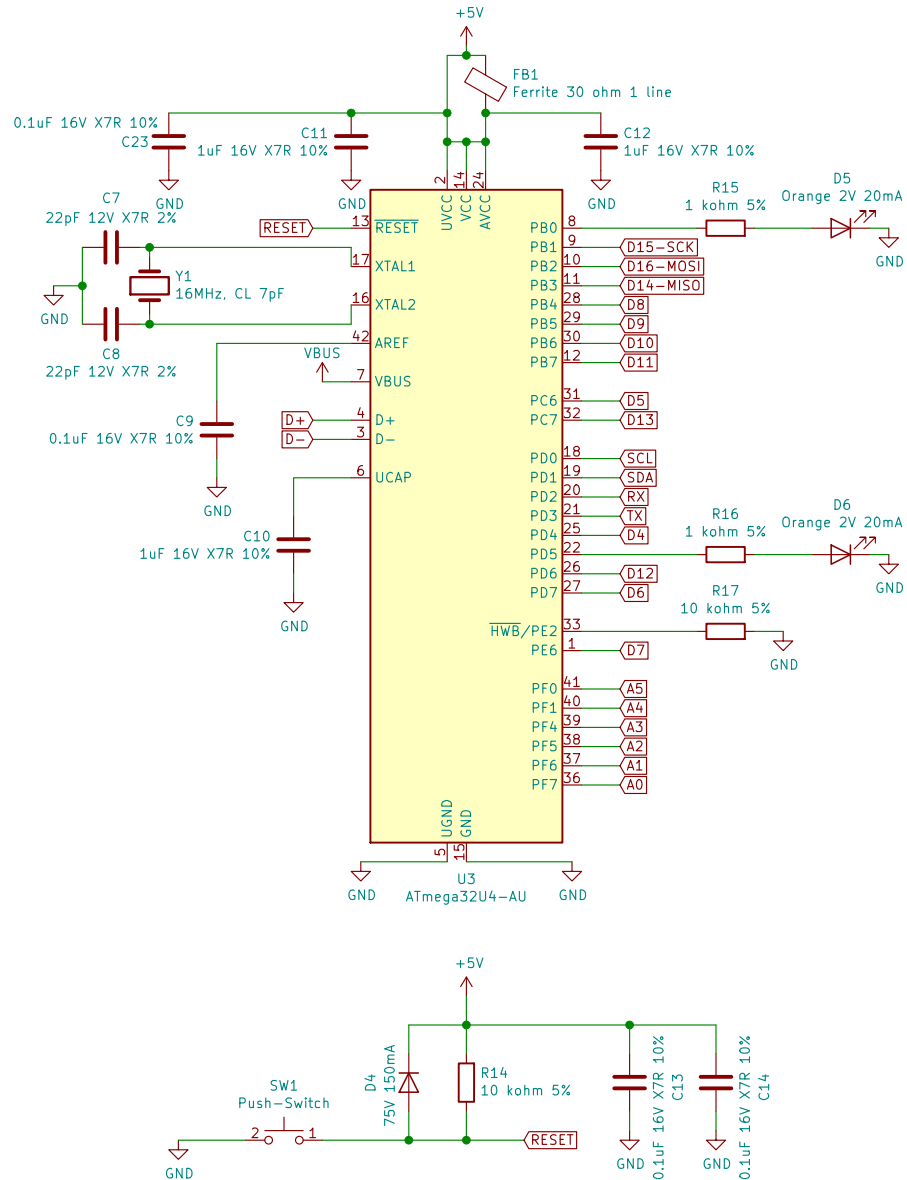 +5V
FB1
Ferrite 30 ohm 1 line
0.1uF 16V X7R 10%
C23
C11
1uF 16V X7R 10%
C12
1uF 16V X7R 10%
GND
GND
GND
2
14
24
UVCC
VCC
AVCC
C7
22pF 12V X7R 2%
Y1
16MHz, CL 7pF
GND
C8
22pF 12V X7R 2%
RESET
13
RESET
17
XTAL1
16
XTAL2
42
AREF
VBUS
7
VBUS
D+
4
D+
D-
3
D-
6
UCAP
C9
0.1uF 16V X7R 10%
GND
C10
1uF 16V X7R 10%
GND
PB0
8
R15
1 kohm 5%
D5
Orange 2V 20mA
GND
PB1
9
D15-SCK
PB2
10
D16-MOSI
PB3
11
D14-MISO
PB4
28
D8
PB5
29
D9
PB6
30
D10
PB7
12
D11
PC6
31
D5
PC7
32
D13
PD0
18
SCL
PD1
19
SDA
PD2
20
RX
PD3
21
TX
PD4
25
D4
PD5
22
R16
1 kohm 5%
D6
Orange 2V 20mA
GND
PD6
26
D12
PD7
27
D6
HWB/PE2
33
R17
10 kohm 5%
GND
PE6
1
D7
PF0
41
A5
PF1
40
A4
PF4
39
A3
PF5
38
A2
PF6
37
A1
PF7
36
A0
UGND
GND
5
15
GND
GND
U3
ATmega32U4-AU
+5V
D4
75V 150mA
R14
10 kohm 5%
0.1uF 16V X7R 10%
C13
0.1uF 16V X7R 10%
C14
SW1
Push-Switch
2
1
RESET
GND
GND
GND